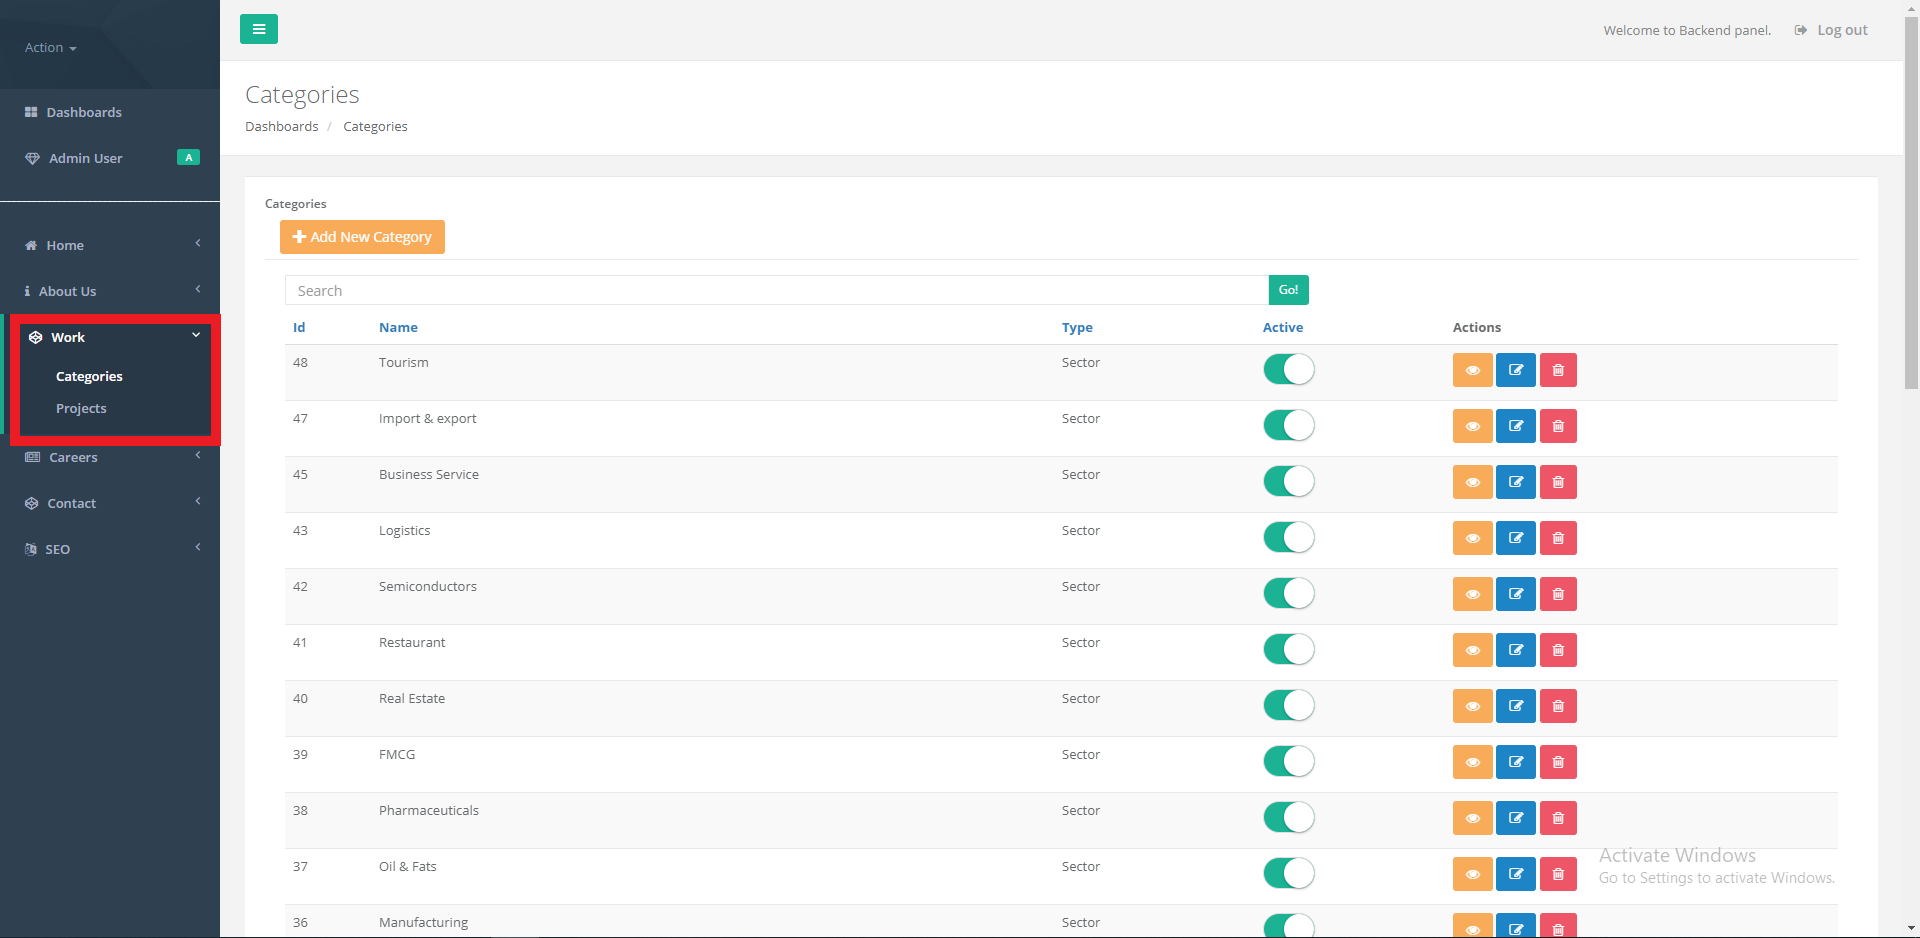 Action
Welcome to Backend panel.
Log out
Dashboards
Admin User
A
Home
About Us
Work
Categories
Projects
Careers
Contact
SEO
Categories
Dashboards / Categories
Categories
Add New Category
Search
Go!
Id Name Type Active Actions
48 Tourism Sector
47 Import & export Sector
45 Business Service Sector
43 Logistics Sector
42 Semiconductors Sector
41 Restaurant Sector
40 Real Estate Sector
39 FMCG Sector
38 Pharmaceuticals Sector
37 Oil & Fats Sector
36 Manufacturing Sector
Activate Windows
Go to Settings to activate Windows.